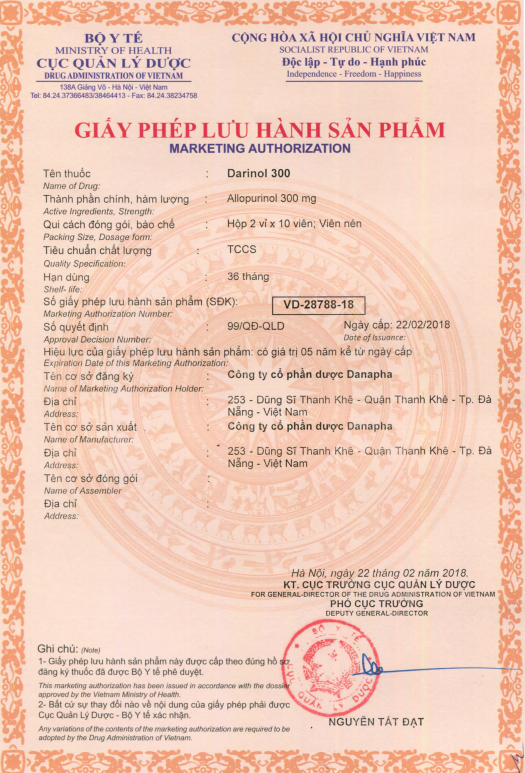 BỘ Y TẾ
MINISTRY OF HEALTH
CỤC QUẢN LÝ DƯỢC
DRUG ADMINISTRATION OF VIETNAM
138A Giảng Võ - Hà Nội - Việt Nam
Tel: 84.24.37366483/38464413 - Fax: 84.24.38234758
CỘNG HÒA XÃ HỘI CHỦ NGHĨA VIỆT NAM
SOCIALIST REPUBLIC OF VIETNAM
Độc lập - Tự do - Hạnh phúc
Independence - Freedom - Happiness
GIẤY PHÉP LƯU HÀNH SẢN PHẨM
MARKETING AUTHORIZATION
Tên thuốc : Darinol 300
Name of Drug:
Thành phần chính, hàm lượng : Allopurinol 300 mg
Active Ingredients, Strength:
Qui cách đóng gói, bào chế : Hộp 2 vỉ x 10 viên; Viên nén
Packing Size, Dosage form:
Tiêu chuẩn chất lượng : TCCS
Quality Specification:
Hạn dùng : 36 tháng
Shelf- life:
Số giấy phép lưu hành sản phẩm (SĐK): VD-28788-18
Marketing Authorization Number:
Số quyết định : 99/QĐ-QLD Ngày cấp: 22/02/2018
Approval Decision Number: Date of Issuance:
Hiệu lực của giấy phép lưu hành sản phẩm: có giá trị 05 năm kể từ ngày cấp
Expiration Date of this Marketing Authorization:
Tên cơ sở đăng ký : Công ty cổ phần dược Danapha
Name of Marketing Authorization Holder:
Địa chỉ : 253 - Dũng Sĩ Thanh Khê - Quận Thanh Khê - Tp. Đà
Address: Nẵng - Việt Nam
Tên cơ sở sản xuất : Công ty cổ phần dược Danapha
Name of Manufacturer:
Địa chỉ : 253 - Dũng Sĩ Thanh Khê - Quận Thanh Khê - Tp. Đà
Address: Nẵng - Việt Nam
Tên cơ sở đóng gói :
Name of Assembler
Địa chỉ :
Address:
Hà Nội, ngày 22 tháng 02 năm 2018.
KT. CỤC TRƯỞNG CỤC QUẢN LÝ DƯỢC
FOR GENERAL-DIRECTOR OF THE DRUG ADMINISTRATION OF VIETNAM
PHÓ CỤC TRƯỞNG
DEPUTY GENERAL-DIRECTOR
BỘ Y TẾ
CỤC QUẢN LÝ DƯỢC
NGUYỄN TẤT ĐẠT
Ghi chú: (Note)
1- Giấy phép lưu hành sản phẩm này được cấp theo đúng hồ sơ
đăng ký thuốc đã được Bộ Y tế phê duyệt.
This marketing authorization has been issued in accordance with the dossier
approved by the Vietnam Ministry of Health.
2- Bất cứ sự thay đổi nào về nội dung của giấy phép phải được
Cục Quản Lý Dược - Bộ Y tế xác nhận.
Any variations of the contents of the marketing authorization are required to be
adopted by the Drug Administration of Vietnam.